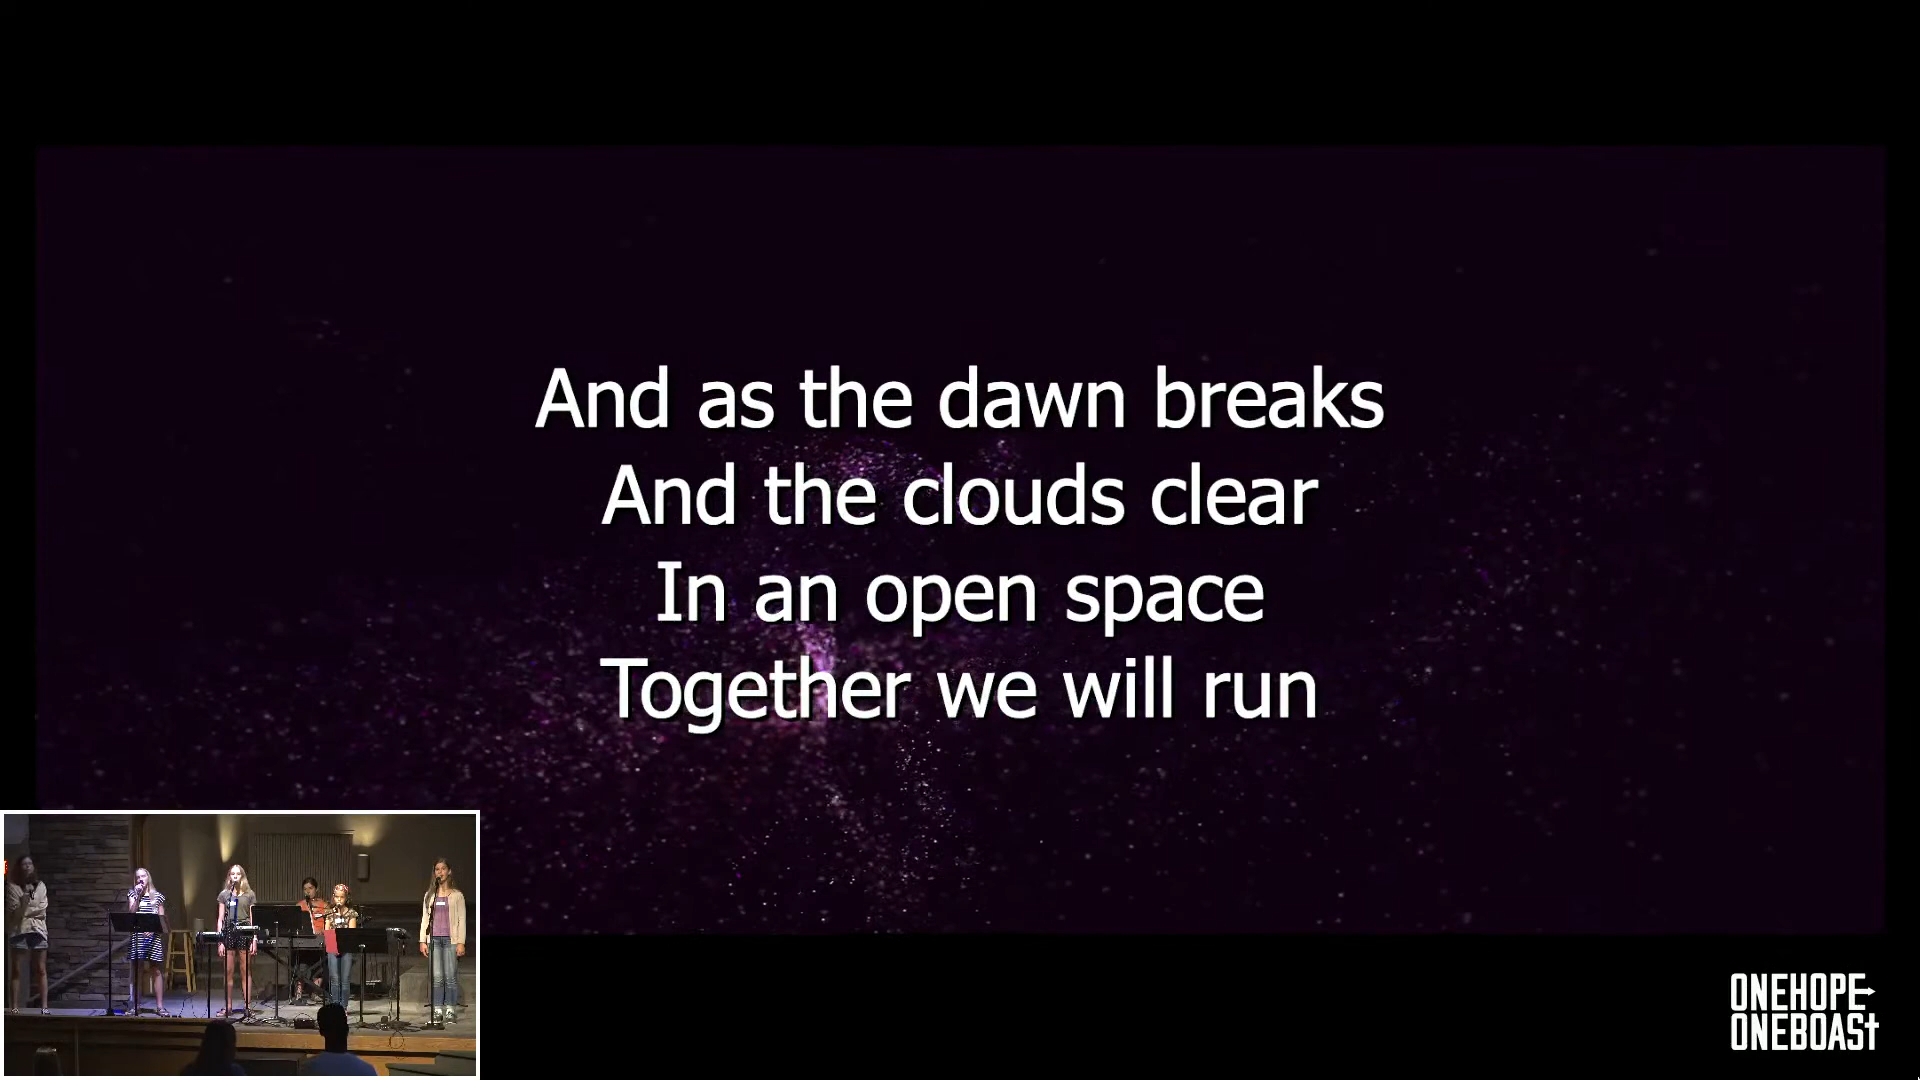 And as the dawn breaks
And the clouds clear
In an open space
Together we will run
ONEHOPE
ONEBOAST